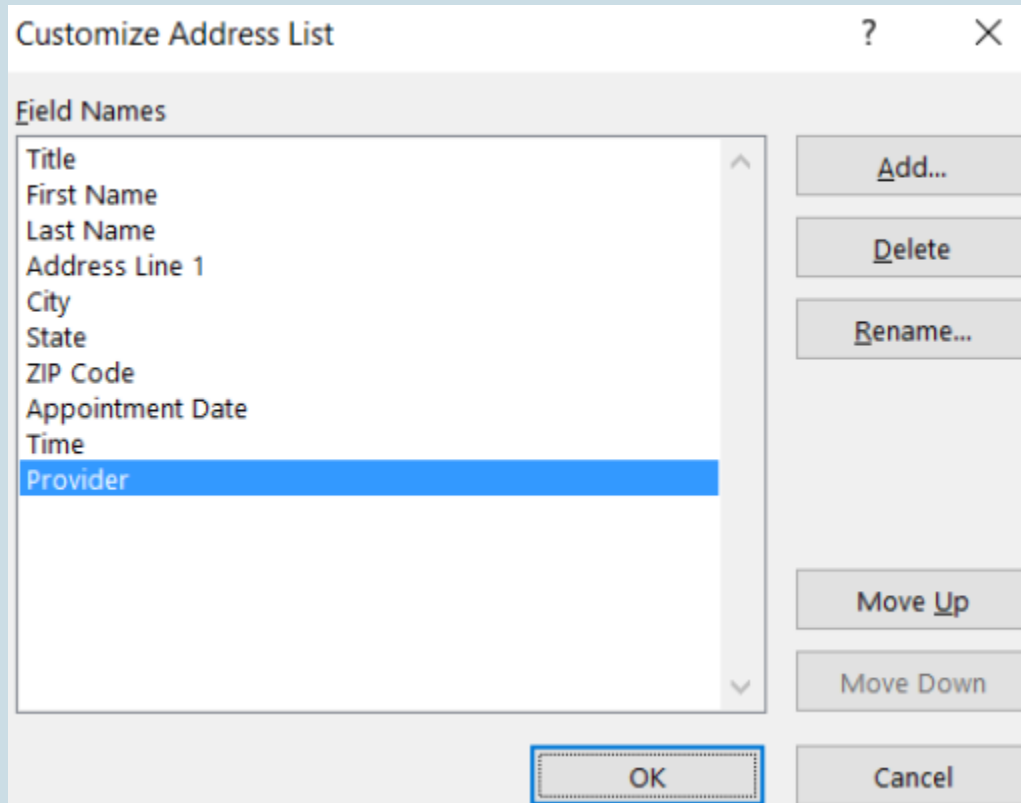 Customize Address List ? ×
Field Names
Title
First Name
Last Name
Address Line 1
City
State
ZIP Code
Appointment Date
Time
Provider
Add...
Delete
Rename...
Move Up
Move Down
OK
Cancel